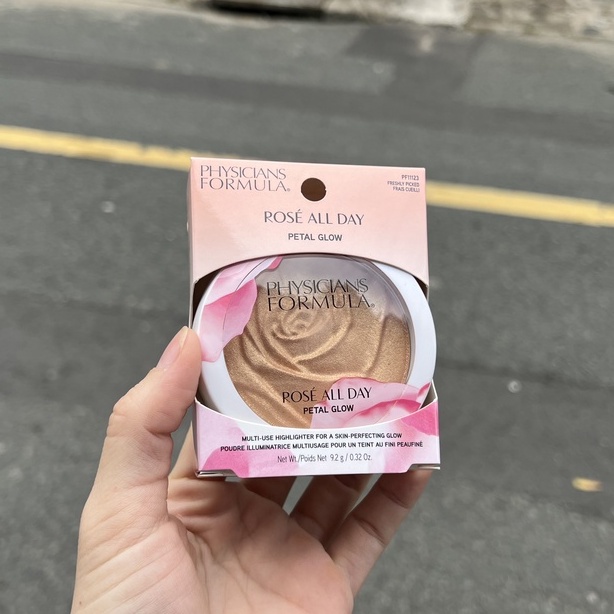 PHYSICIANS
FORMULA®
PF11123
FRESHLY PICKED
FRAIS CUEILLI
ROSÉ ALL DAY
PETAL GLOW
PHYSICIANS
FORMULA®
ROSÉ ALL DAY
PETAL GLOW
MULTI-USE HIGHLIGHTER FOR A SKIN-PERFECTING GLOW
POUDRE ILLUMINATRICE MULTIUSAGE POUR UN TEINT AU FINI PEAUFINÉ
Net Wt./Poids Net 9.2 g / 0.32 Oz.